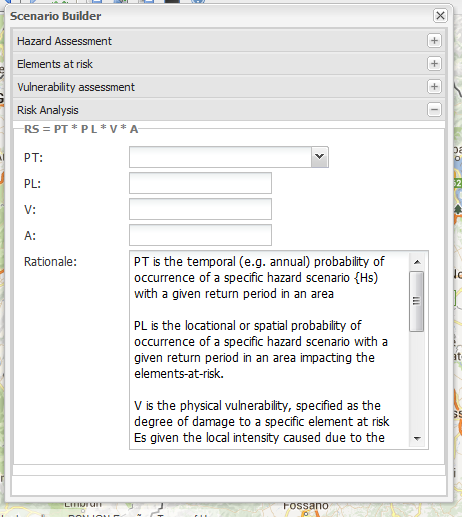 Scenario Builder
Hazard Assessment
Elements at risk
Vulnerability assessment
Risk Analysis
RS = PT * P L * V * A
PT:
PL:
V:
A:
Rationale:
PT is the temporal (e.g. annual) probability of
occurrence of a specific hazard scenario {Hs)
with a given return period in an area
PL is the locational or spatial probability of
occurrence of a specific hazard scenario with a
given return period in an area impacting the
elements-at-risk.
V is the physical vulnerability, specified as the
degree of damage to a specific element at risk
Es given the local intensity caused due to the
Embrun
Fossano